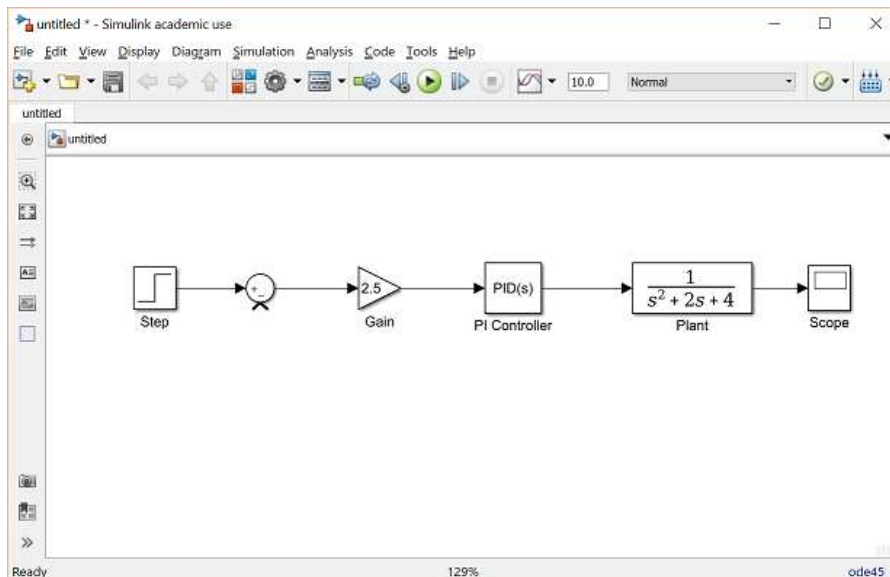 untitled * - Simulink academic use
File Edit View Display Diagram Simulation Analysis Code Tools Help
10.0 Normal
untitled
untitled
2.5 PID(s) 1
s² + 2s + 4
Step Gain PI Controller Plant Scope
Ready 129% ode45